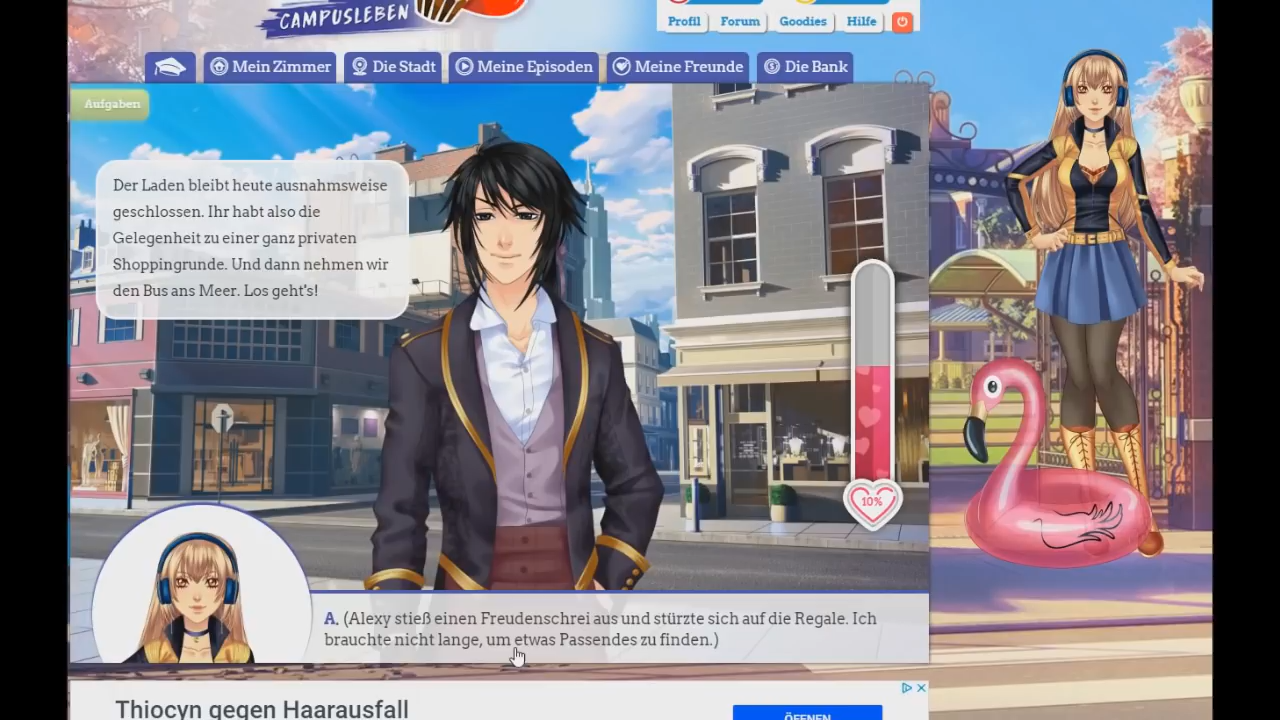 CAMPUSLEBEN
Profil
Forum
Goodies
Hilfe
Mein Zimmer
Die Stadt
Meine Episoden
Meine Freunde
Die Bank
Aufgaben
Der Laden bleibt heute ausnahmsweise
geschlossen. Ihr habt also die
Gelegenheit zu einer ganz privaten
Shoppingrunde. Und dann nehmen wir
den Bus ans Meer. Los geht's!
10%
A. (Alexy stieß einen Freudenschrei aus und stürzte sich auf die Regale. Ich
brauchte nicht lange, um etwas Passendes zu finden.)
Thiocyn gegen Haarausfall
ÖFFNEN